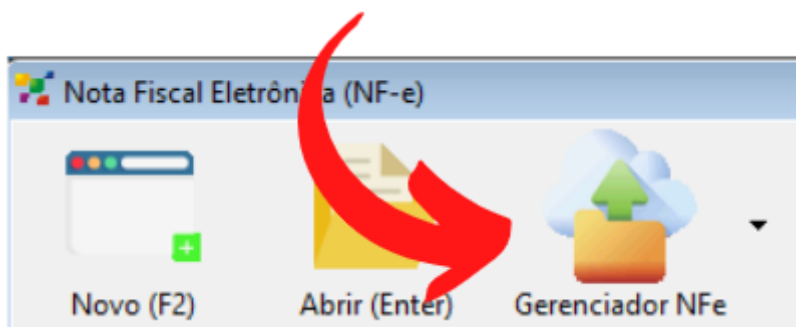 Nota Fiscal Eletrônica (NF-e)
Novo (F2) Abrir (Enter) Gerenciador NFe